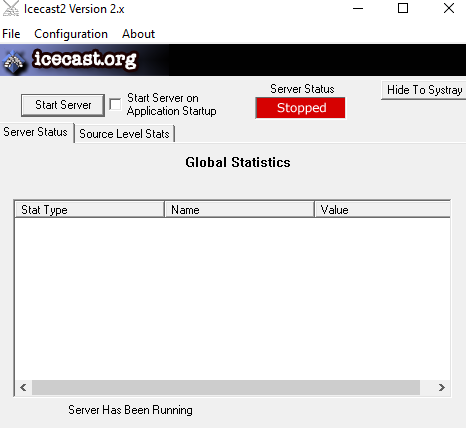 Icecast2 Version 2.x
File Configuration About
icecast.org
Start Server
Start Server on
Application Startup
Server Status
Stopped
Hide To Systray
Server Status Source Level Stats
Global Statistics
Stat Type Name Value
Server Has Been Running